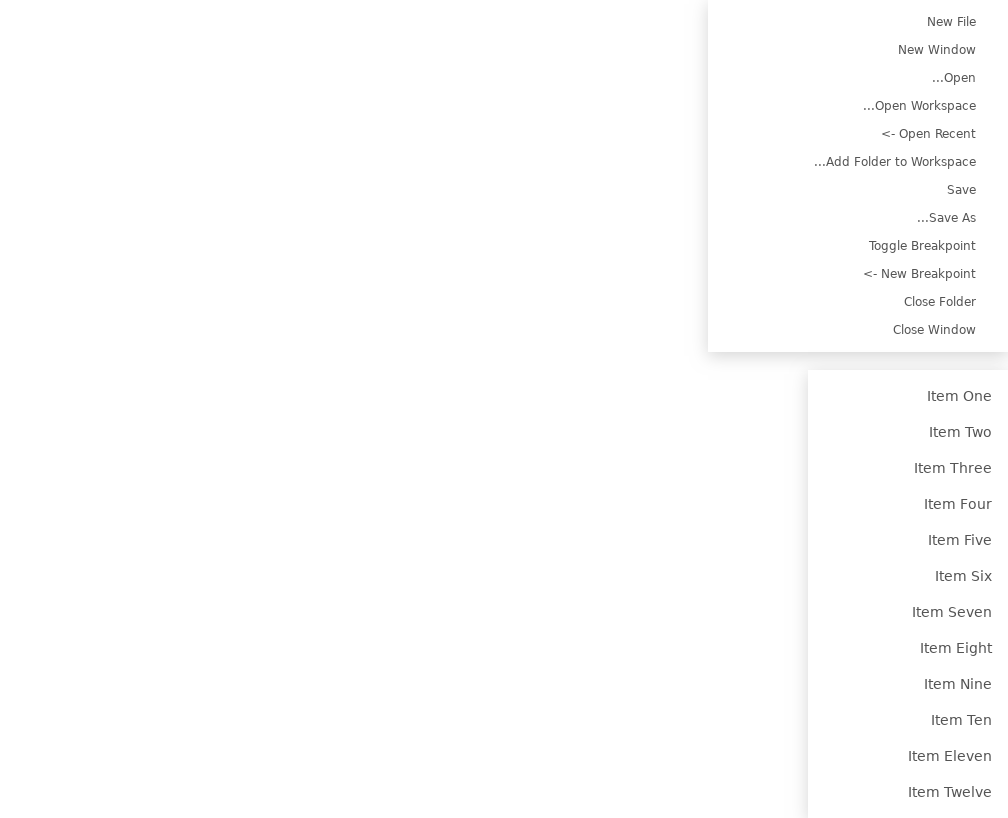 New File
New Window
...Open
...Open Workspace
<- Open Recent
...Add Folder to Workspace
Save
...Save As
Toggle Breakpoint
<- New Breakpoint
Close Folder
Close Window
Item One
Item Two
Item Three
Item Four
Item Five
Item Six
Item Seven
Item Eight
Item Nine
Item Ten
Item Eleven
Item Twelve